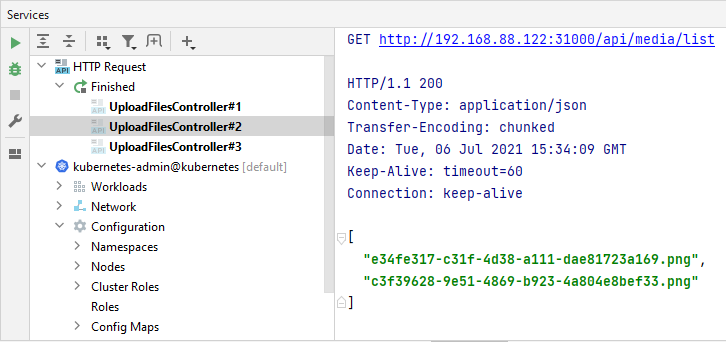 Services
HTTP Request
Finished
UploadFilesController#1
UploadFilesController#2
UploadFilesController#3
kubernetes-admin@kubernetes [default]
Workloads
Network
Configuration
Namespaces
Nodes
Cluster Roles
Roles
Config Maps
GET http://192.168.88.122:31000/api/media/list
HTTP/1.1 200
Content-Type: application/json
Transfer-Encoding: chunked
Date: Tue, 06 Jul 2021 15:34:09 GMT
Keep-Alive: timeout=60
Connection: keep-alive
[
"e34fe317-c31f-4d38-a111-dae81723a169.png",
"c3f39628-9e51-4869-b923-4a804e8bef33.png"
]